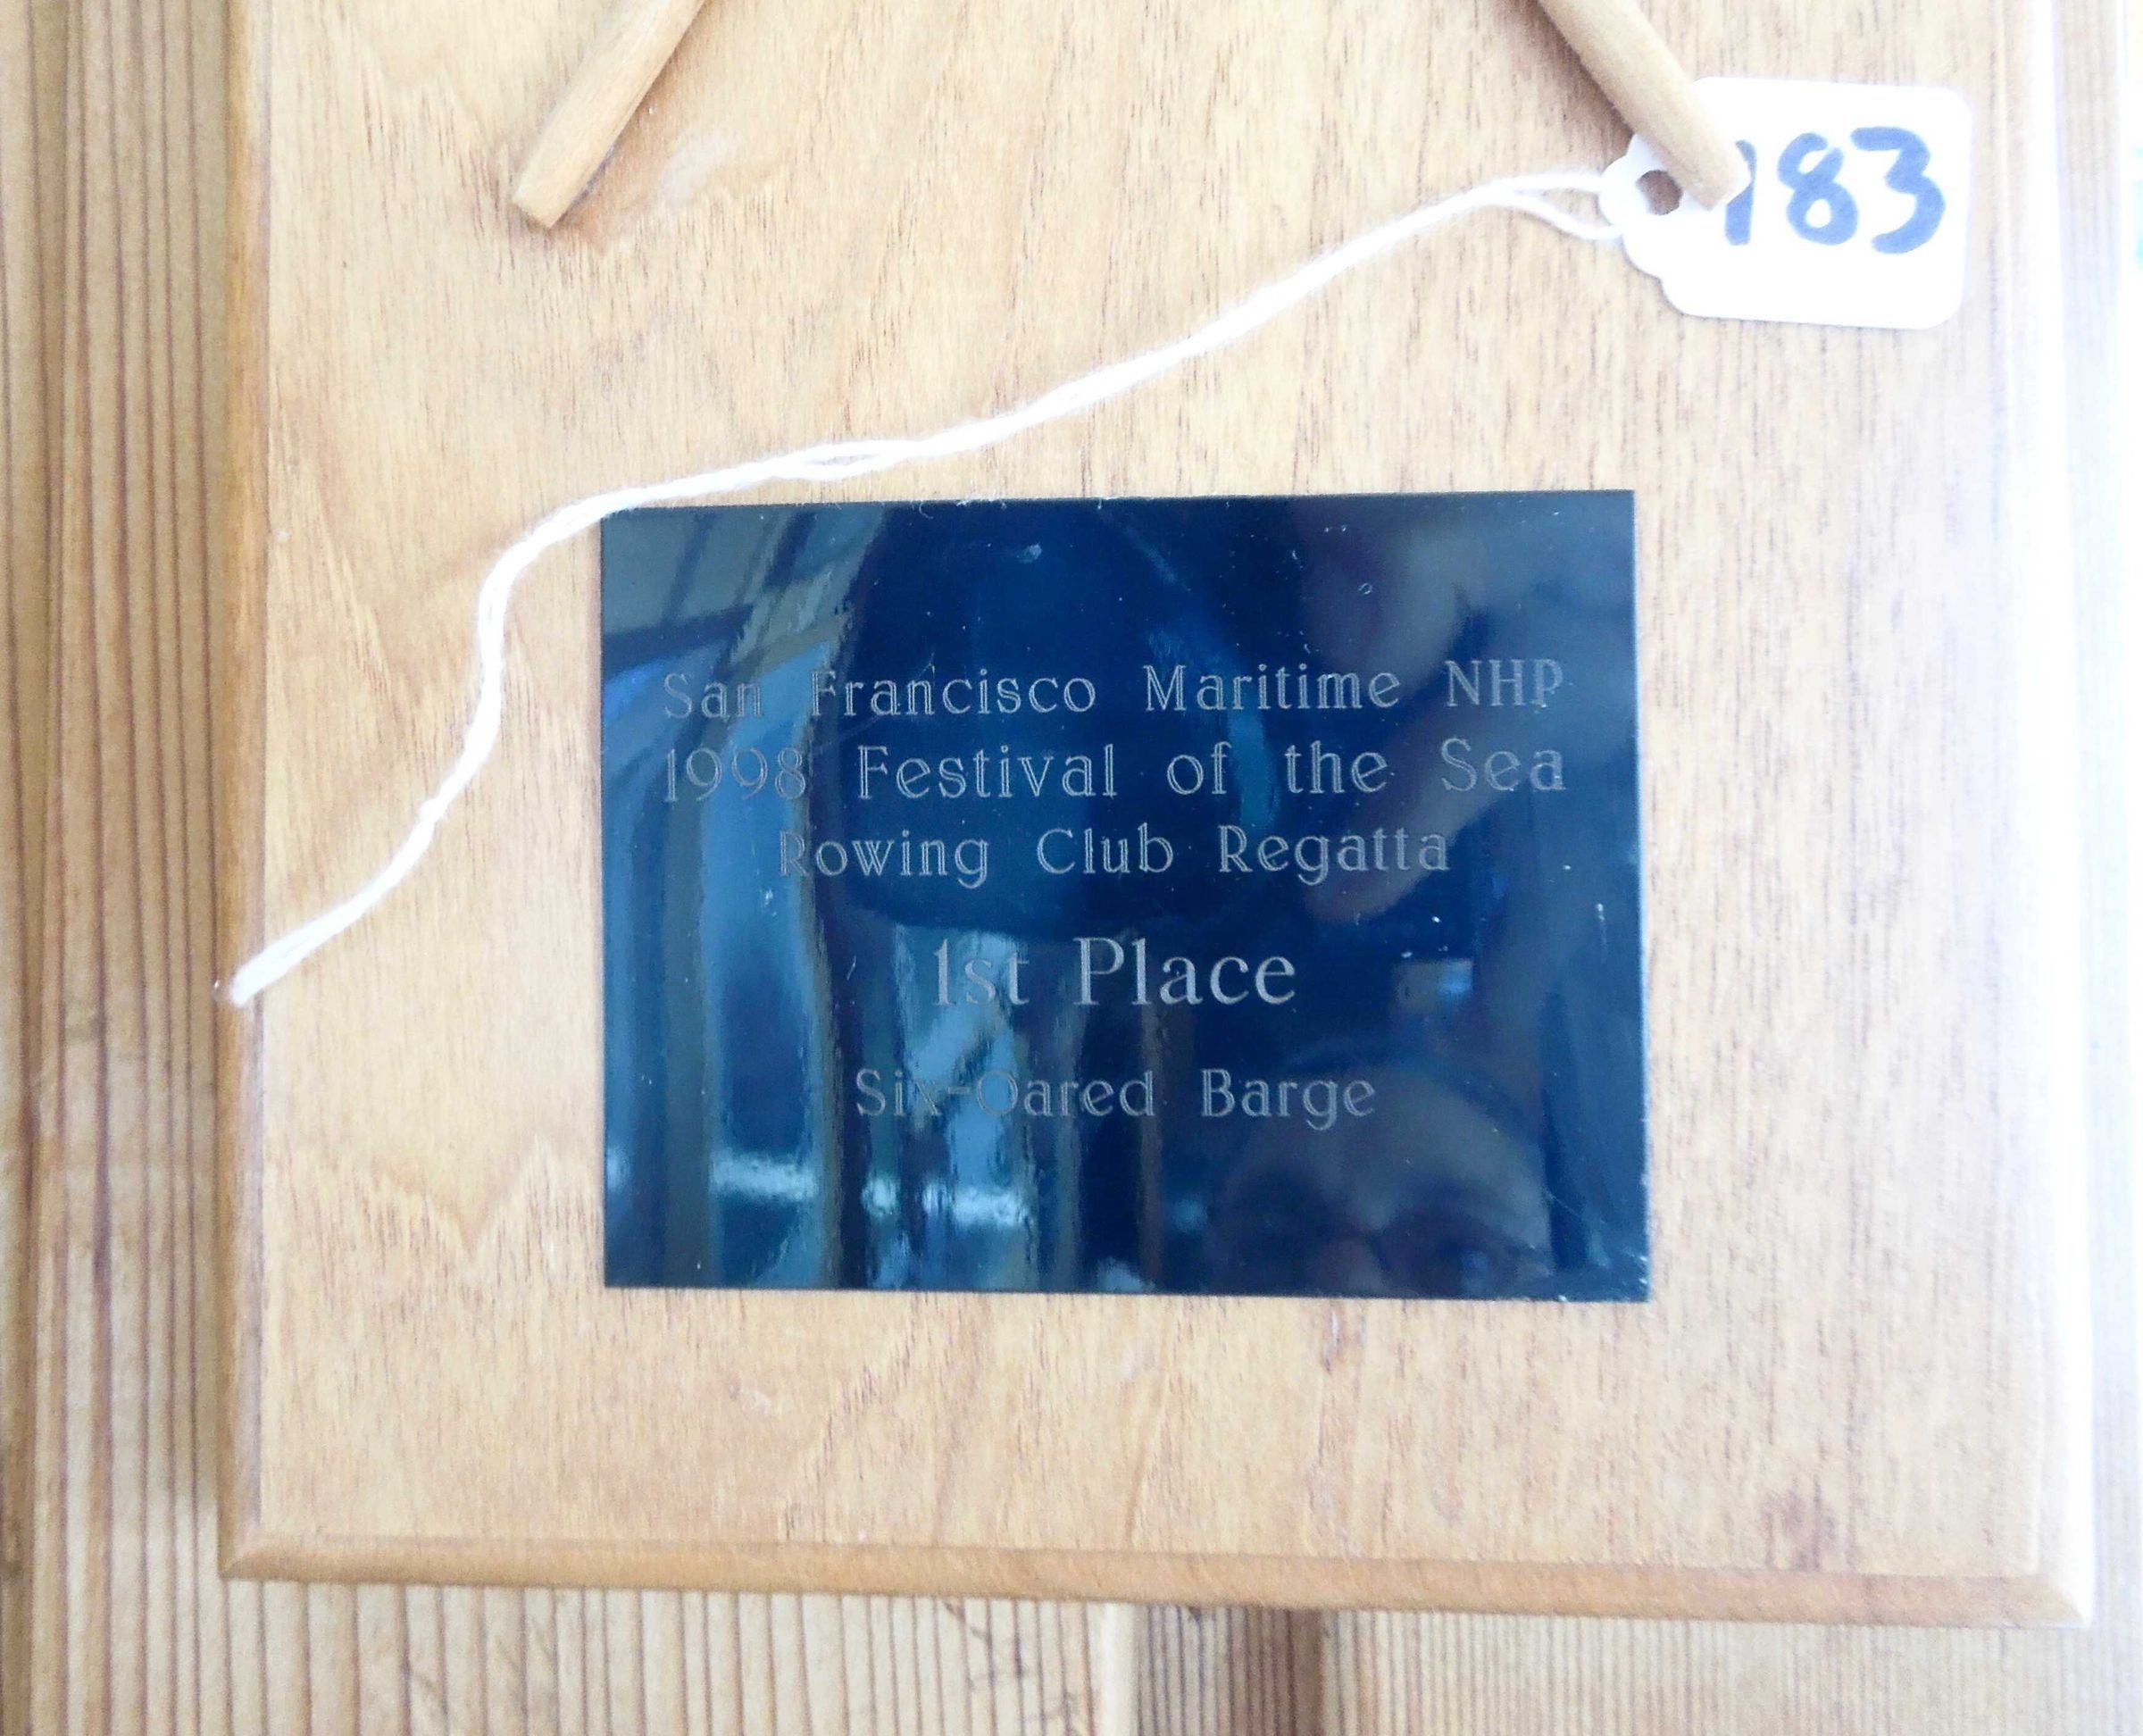 183
San Francisco Maritime NHP
1998 Festival of the Sea
Rowing Club Regatta
1st Place
Six-Oared Barge